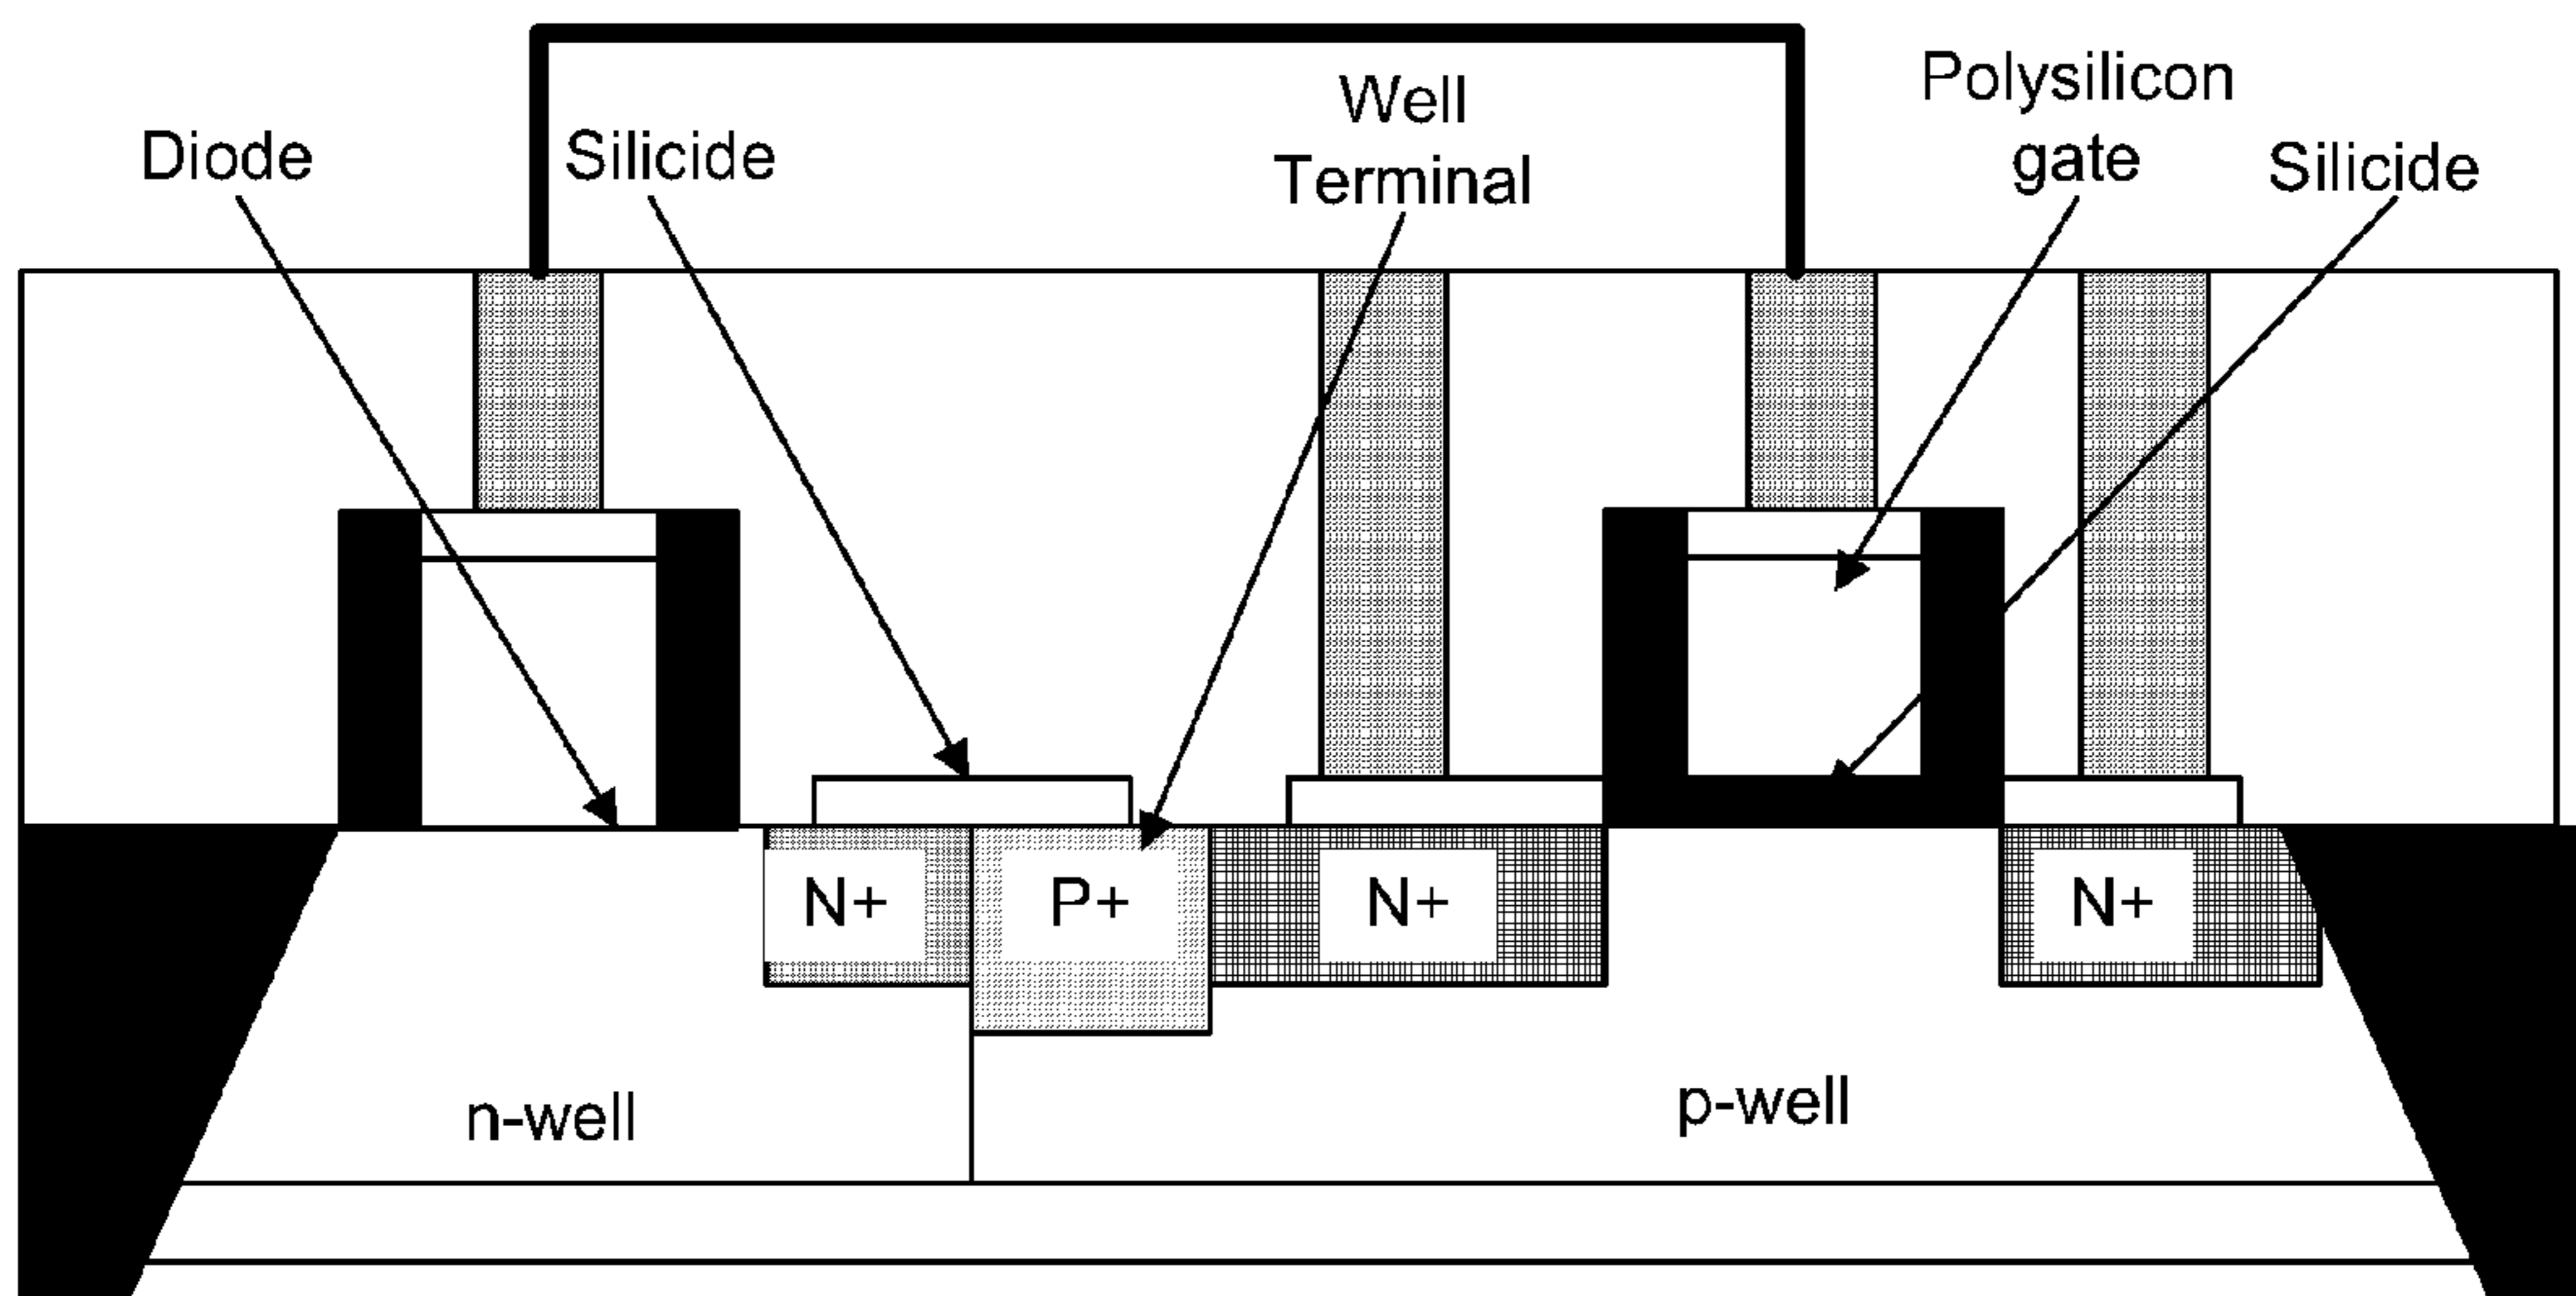 Diode
Silicide
Well
Terminal
Polysilicon
gate
Silicide
N+
P+
N+
N+
n-well
p-well